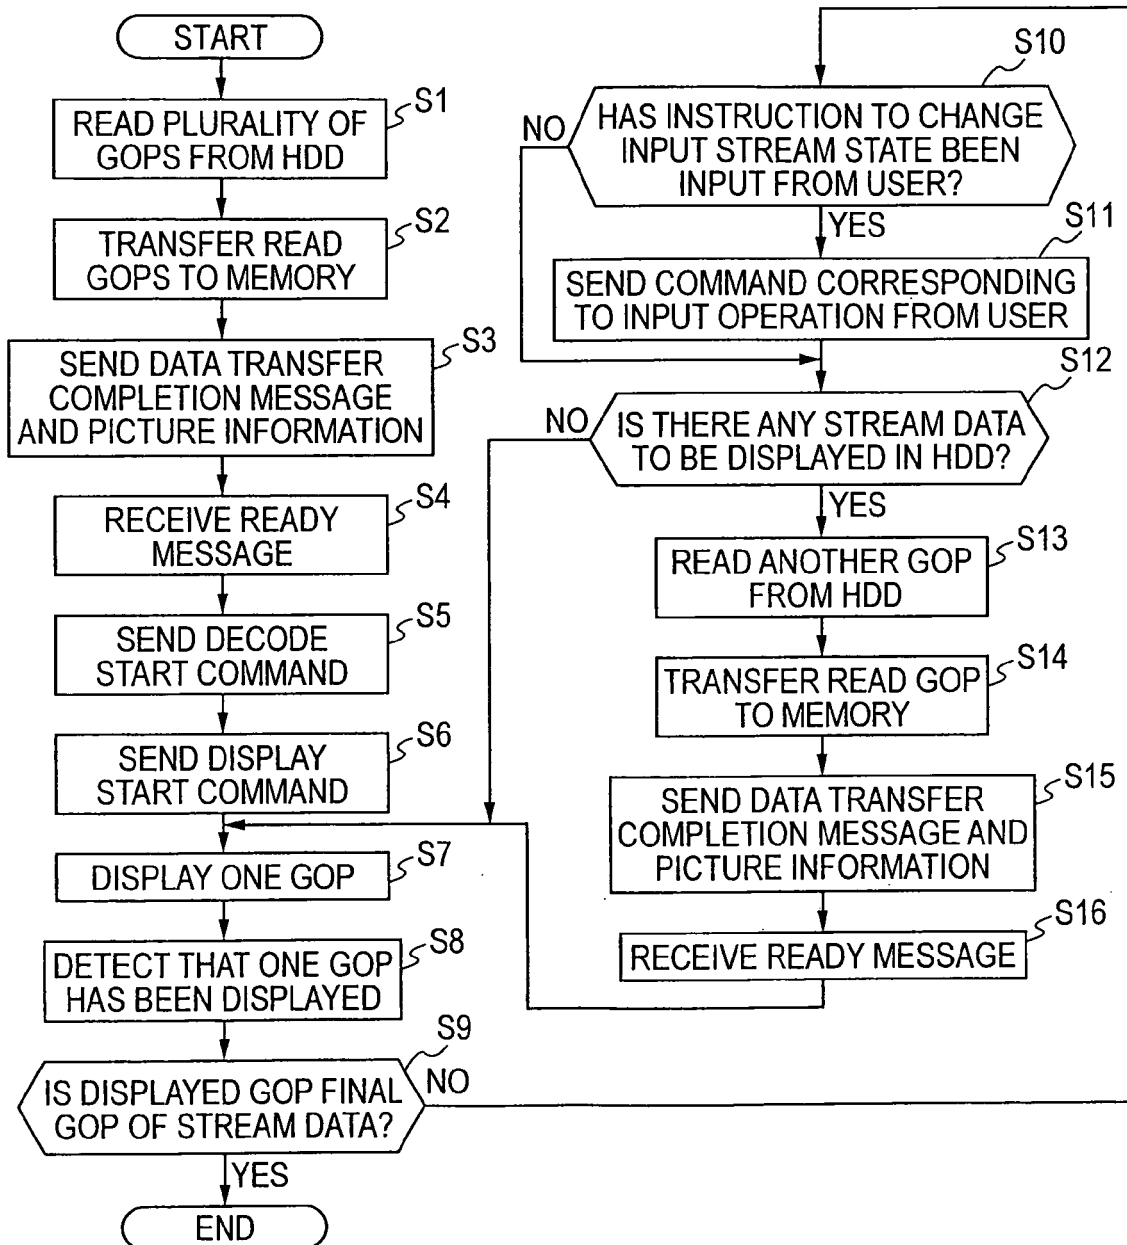 START
S1
READ PLURALITY OF
GOPS FROM HDD
S2
TRANSFER READ
GOPS TO MEMORY
S3
SEND DATA TRANSFER
COMPLETION MESSAGE
AND PICTURE INFORMATION
S4
RECEIVE READY
MESSAGE
S5
SEND DECODE
START COMMAND
S6
SEND DISPLAY
START COMMAND
S7
DISPLAY ONE GOP
S8
DETECT THAT ONE GOP
HAS BEEN DISPLAYED
S9
IS DISPLAYED GOP FINAL
GOP OF STREAM DATA?
NO
YES
END
S10
HAS INSTRUCTION TO CHANGE
INPUT STREAM STATE BEEN
INPUT FROM USER?
NO
YES
S11
SEND COMMAND CORRESPONDING
TO INPUT OPERATION FROM USER
S12
IS THERE ANY STREAM DATA
TO BE DISPLAYED IN HDD?
NO
YES
S13
READ ANOTHER GOP
FROM HDD
S14
TRANSFER READ GOP
TO MEMORY
S15
SEND DATA TRANSFER
COMPLETION MESSAGE AND
PICTURE INFORMATION
S16
RECEIVE READY MESSAGE